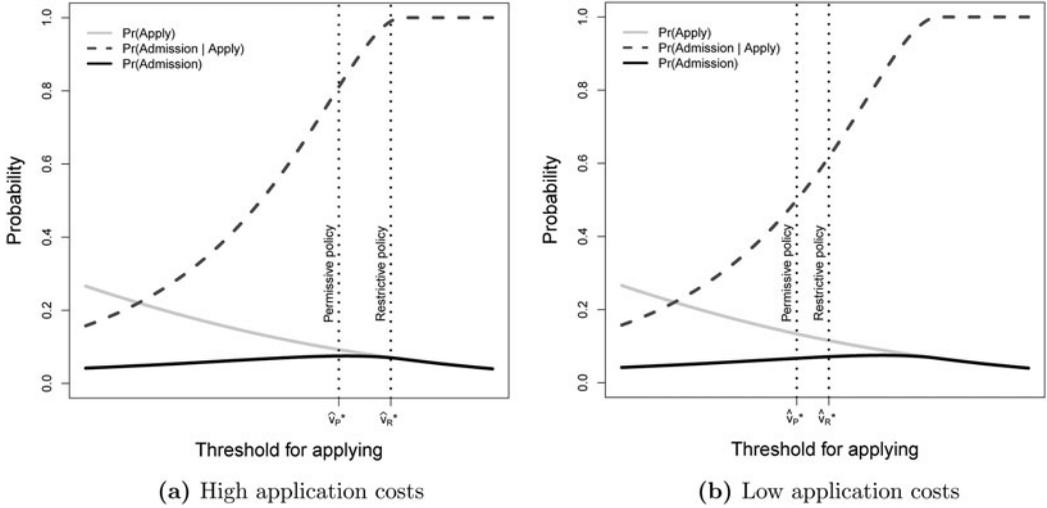 Pr(Apply)
Pr(Admission | Apply)
Pr(Admission)
Probability
1.0
0.8
0.6
0.4
0.2
0.0
Permissive policy
Restrictive policy
v̂P*
v̂R*
Threshold for applying
(a) High application costs
Pr(Apply)
Pr(Admission | Apply)
Pr(Admission)
Probability
1.0
0.8
0.6
0.4
0.2
0.0
Permissive policy
Restrictive policy
v̂P*
v̂R*
Threshold for applying
(b) Low application costs